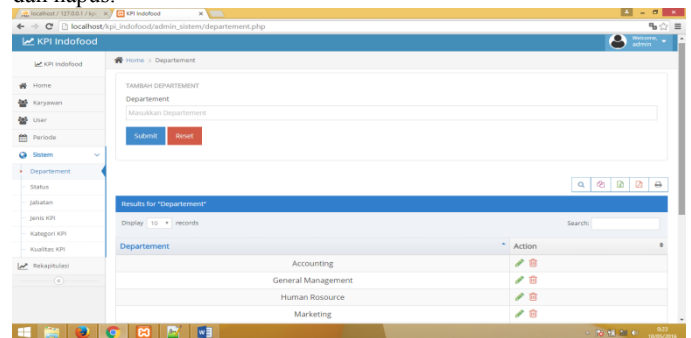 dan hapus.
localhost / 127.0.0.1 / kp
KPI Indofood
localhost/kpi_indofood/admin_sistem/departement.php
KPI Indofood
Welcome,
admin
KPI Indofood
Home
Departement
Home
Karyawan
User
Periode
Sistem
Departement
Status
Jabatan
Jenis KPI
Kategori KPI
Kualitas KPI
Rekapitulasi
TAMBAH DEPARTEMENT
Departement
Masukkan Departement
Submit
Reset
Results for "Departement"
Display 10 records
Search:
Departement
Action
Accounting
General Management
Human Rosource
Marketing
0:23